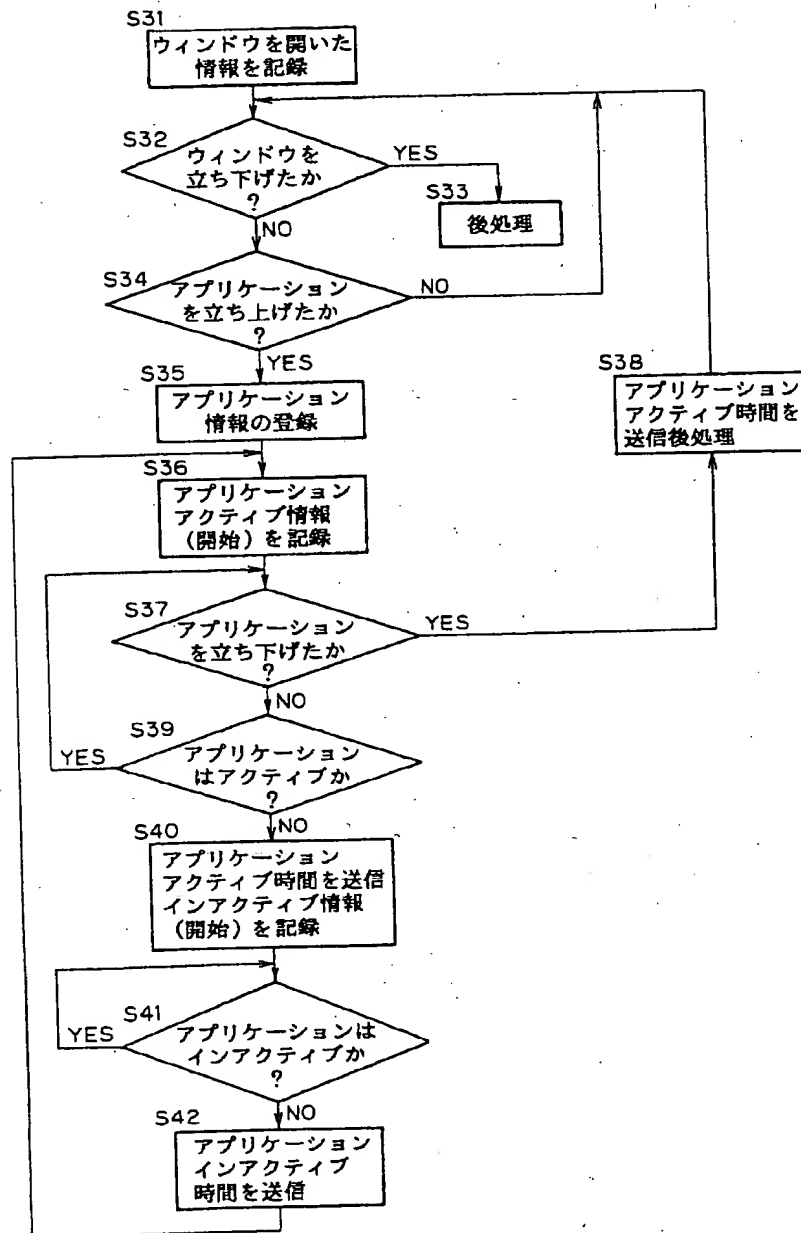 S31
ウィンドウを開いた
情報を記録
S32
ウィンドウを
立ち下げたか
?
YES
S33
後処理
NO
S34
アプリケーション
を立ち上げたか
?
NO
YES
S35
アプリケーション
情報の登録
S38
アプリケーション
アクティブ時間を
送信後処理
S36
アプリケーション
アクティブ情報
(開始)を記録
S37
アプリケーション
を立ち下げたか
?
YES
NO
S39
アプリケーション
はアクティブか
?
YES
NO
S40
アプリケーション
アクティブ時間を送信
インアクティブ情報
(開始)を記録
S41
アプリケーションは
インアクティブか
?
YES
NO
S42
アプリケーション
インアクティブ
時間を送信